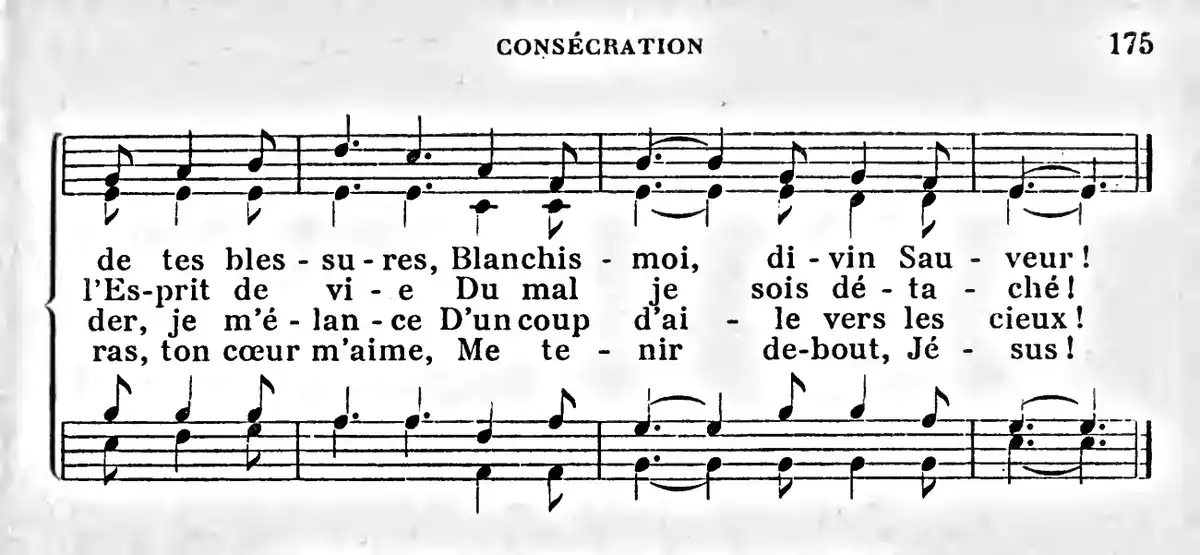 CONSÉCRATION 175
de tes bles - su - res, Blanchis - moi, di - vin Sau - veur!
l'Es-prit de vi - e Du mal je sois dé - ta - ché!
der, je m'é - lan - ce D'un coup d'ai - le vers les cieux!
ras, ton cœur m'aime, Me te - nir de-bout, Jé - sus!